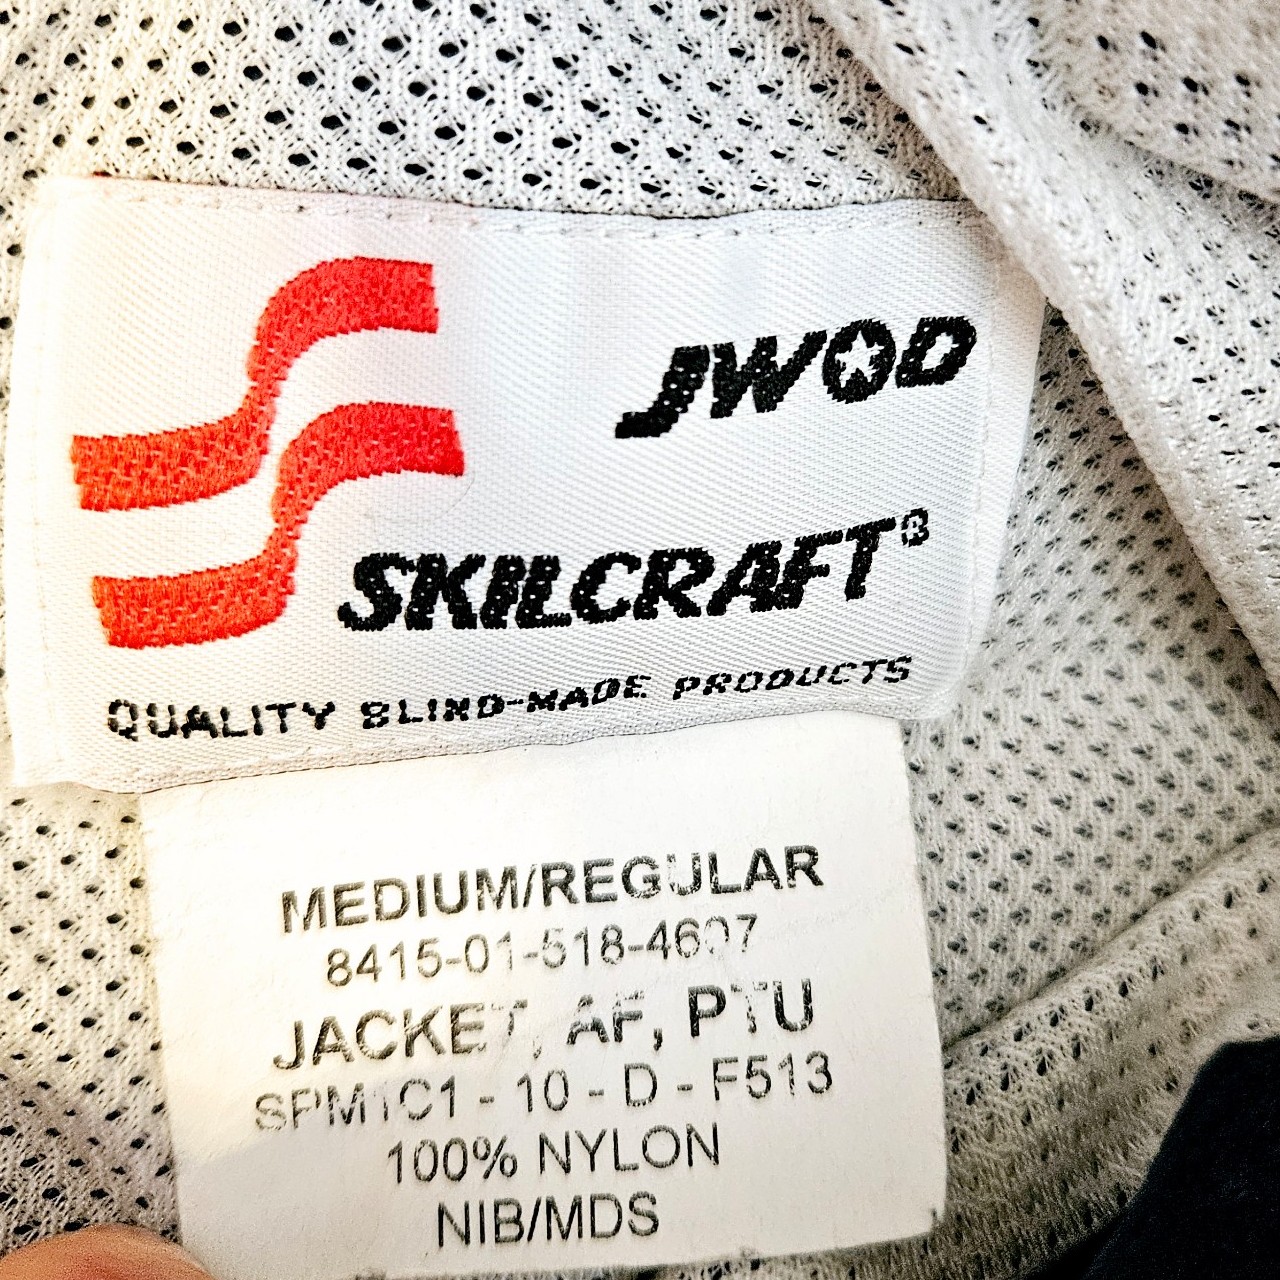 JWOD
SKILCRAFT®
QUALITY BLIND-MADE PRODUCTS
MEDIUM/REGULAR
8415-01-518-4607
JACKET, AF, PTU
SPM1C1 - 10 - D - F513
100% NYLON
NIB/MDS